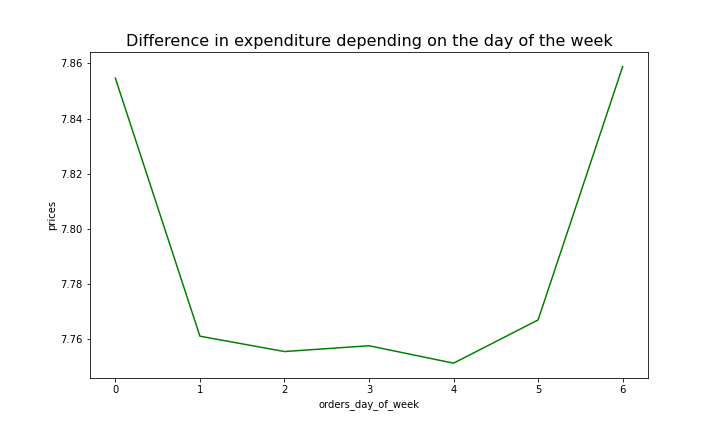 Difference in expenditure depending on the day of the week
7.86
7.84
7.82
7.80
7.78
7.76
prices
0 1 2 3 4 5 6
orders_day_of_week